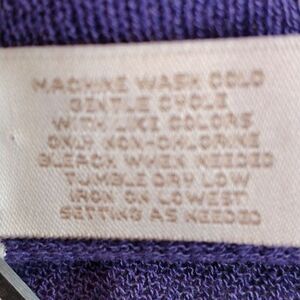 MACHINE WASH COLD
GENTLE CYCLE
WITH LIKE COLORS
ONLY NON-CHLORINE
BLEACH WHEN NEEDED
TUMBLE DRY LOW
IRON ON LOWEST
SETTING AS NEEDED